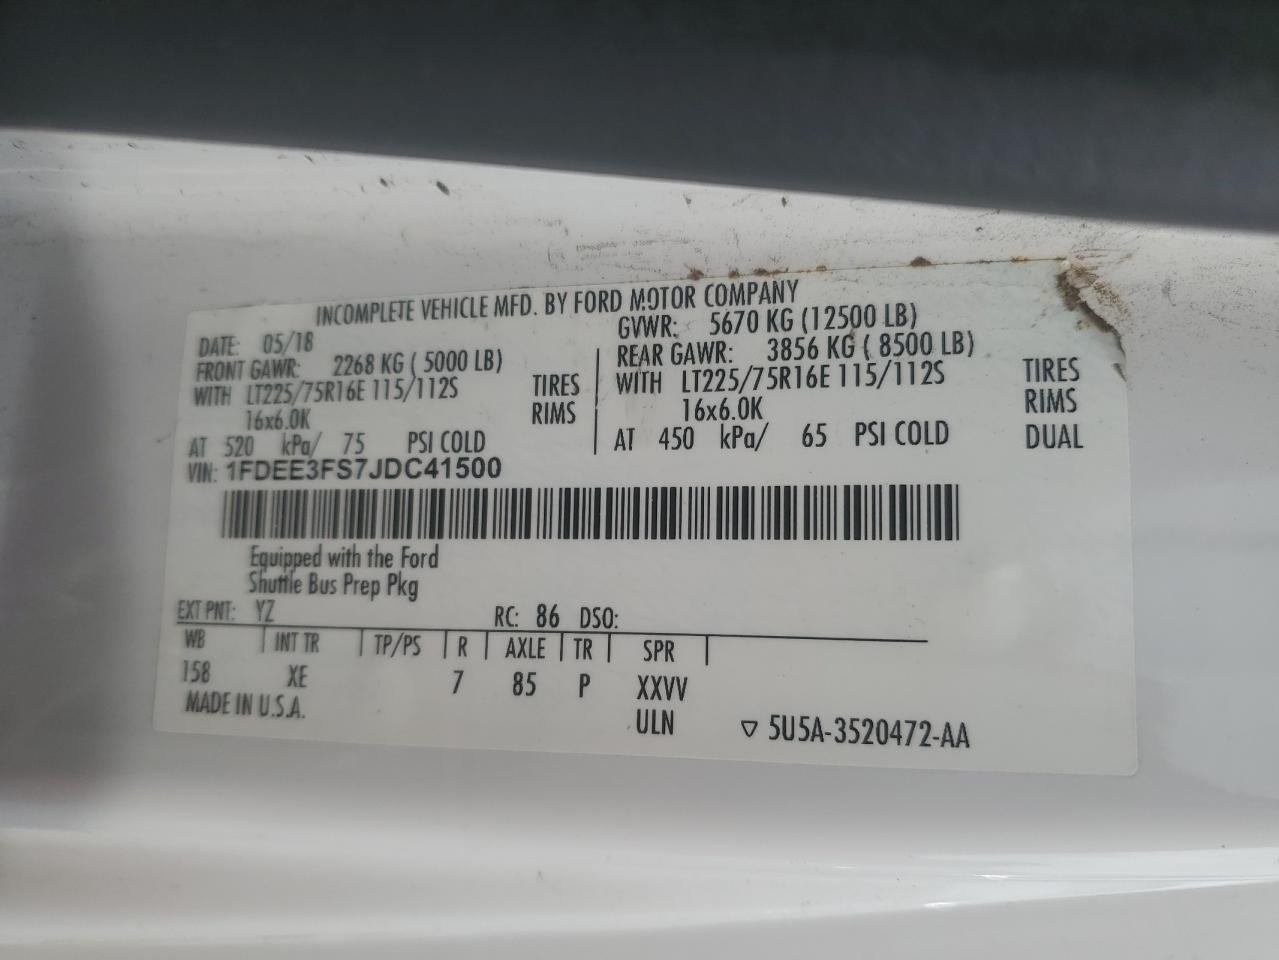 INCOMPLETE VEHICLE MFD. BY FORD MOTOR COMPANY
DATE: 05/18
GVWR: 5670 KG (12500 LB)
FRONT GAWR: 2268 KG ( 5000 LB)
REAR GAWR: 3856 KG ( 8500 LB)
WITH LT225/75R16E 115/112S TIRES
WITH LT225/75R16E 115/112S TIRES
16x6.0K RIMS
16x6.0K RIMS
AT 520 kPa/ 75 PSI COLD
AT 450 kPa/ 65 PSI COLD DUAL
VIN: 1FDEE3FS7JDC41500
Equipped with the Ford
Shuttle Bus Prep Pkg
EXT PNT: YZ RC: 86 DSO:
WB INT TR TP/PS R AXLE TR SPR
158 XE 7 85 P XXVV
MADE IN U.S.A. ULN ▽ 5U5A-3520472-AA